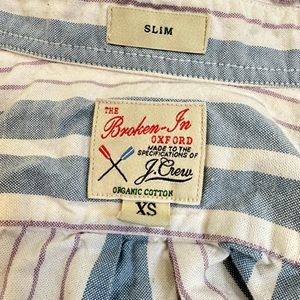 SLIM
THE
Broken-In
OXFORD
MADE TO THE
SPECIFICATIONS OF
J.Crew
ORGANIC COTTON
XS